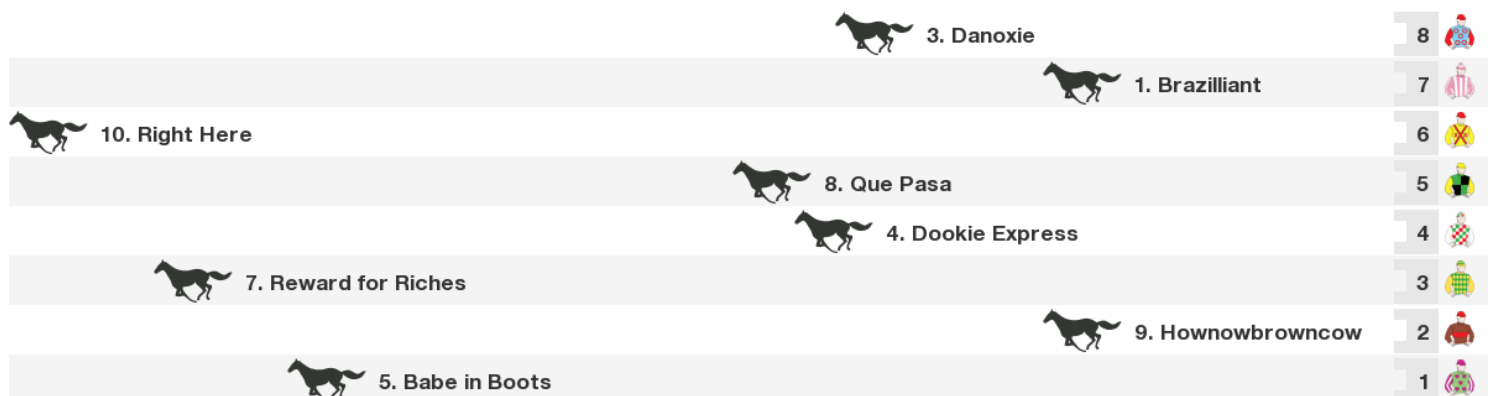 3. Danoxie 8
1. Brazilliant 7
10. Right Here 6
8. Que Pasa 5
4. Dookie Express 4
7. Reward for Riches 3
9. Hownowbrowncow 2
5. Babe in Boots 1